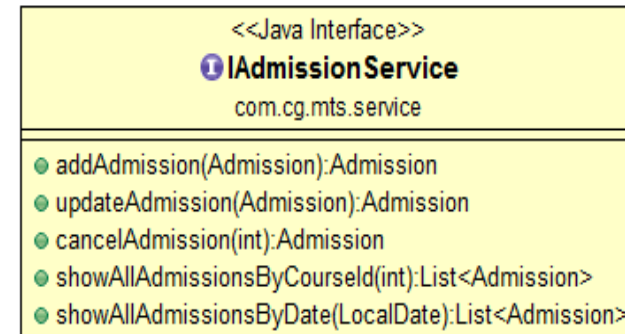 <<Java Interface>>
I IAdmissionService
com.cg.mts.service
addAdmission(Admission):Admission
updateAdmission(Admission):Admission
cancelAdmission(int):Admission
showAllAdmissionsByCourseId(int):List<Admission>
showAllAdmissionsByDate(LocalDate):List<Admission>